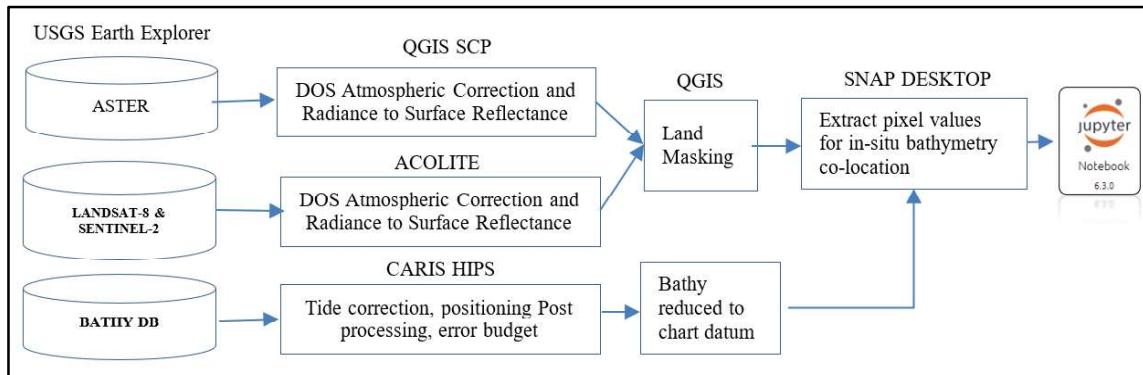 USGS Earth Explorer
ASTER
QGIS SCP
DOS Atmospheric Correction and
Radiance to Surface Reflectance
QGIS
Land
Masking
SNAP DESKTOP
Extract pixel values
for in-situ bathymetry
co-location
jupyter
Notebook
6.3.0
LANDSAT-8 &
SENTINEL-2
ACOLITE
DOS Atmospheric Correction and
Radiance to Surface Reflectance
BATHY DB
CARIS HIPS
Tide correction, positioning Post
processing, error budget
Bathy
reduced to
chart datum